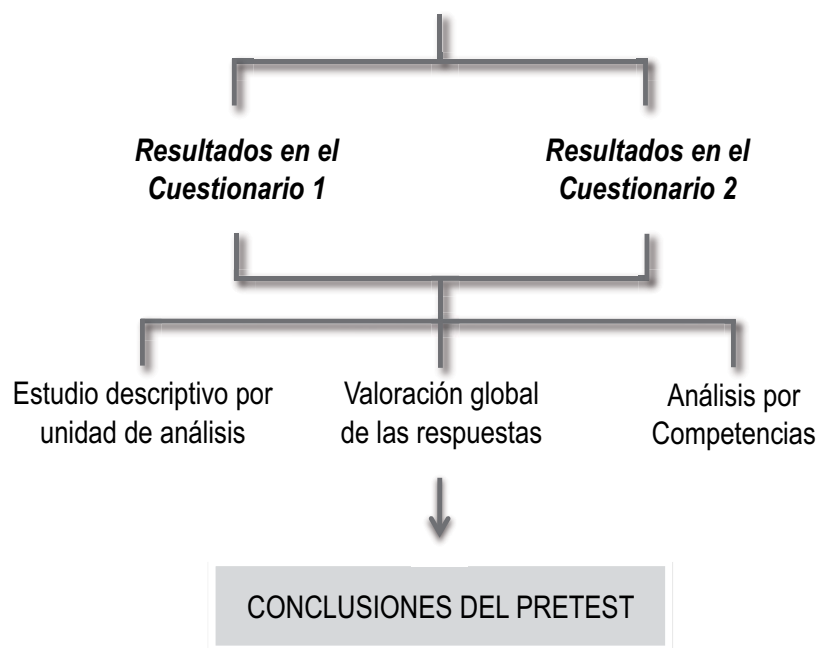 Resultados en el
Cuestionario 1
Resultados en el
Cuestionario 2
Estudio descriptivo por
unidad de análisis
Valoración global
de las respuestas
Análisis por
Competencias
CONCLUSIONES DEL PRETEST